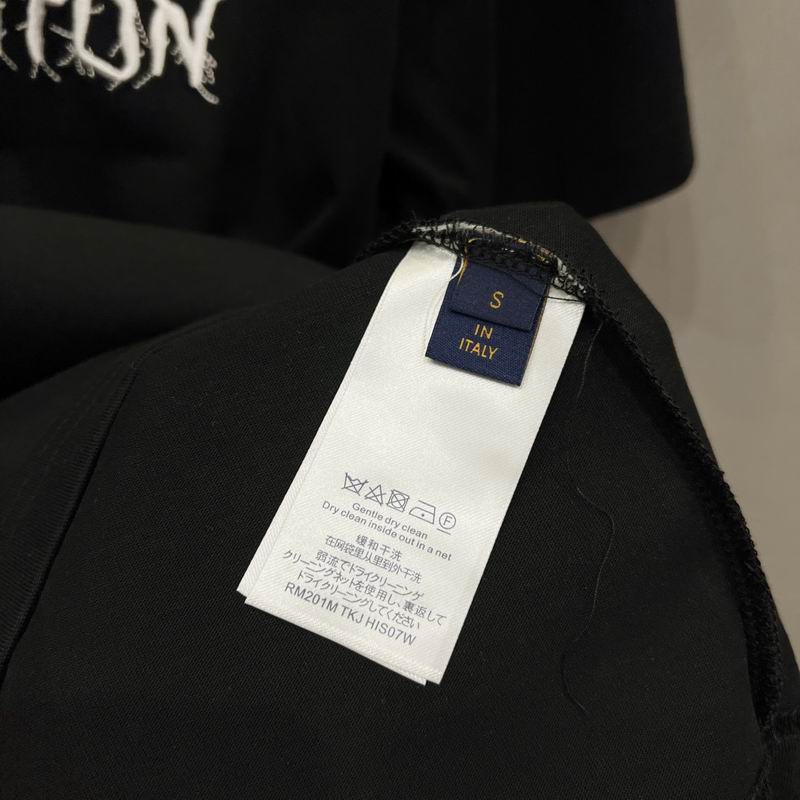 TON
S
IN
ITALY
F
Gentle dry clean
Dry clean inside out in a net
缓和干洗
在网袋里从里到外干洗
弱流でドライクリーニング
クリーニングネットを使用し、裏返して
ドライクリーニングしてください
RM201M TKJ HIS07W